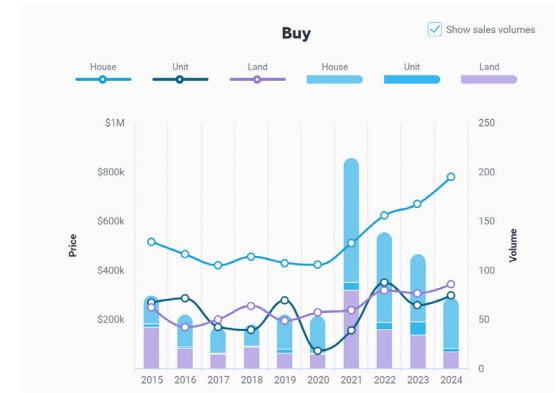 Buy
Show sales volumes
House Unit Land House Unit Land
$1M 250
$800k 200
$600k 150
$400k 100
$200k 50
0
Price
Volume
2015 2016 2017 2018 2019 2020 2021 2022 2023 2024